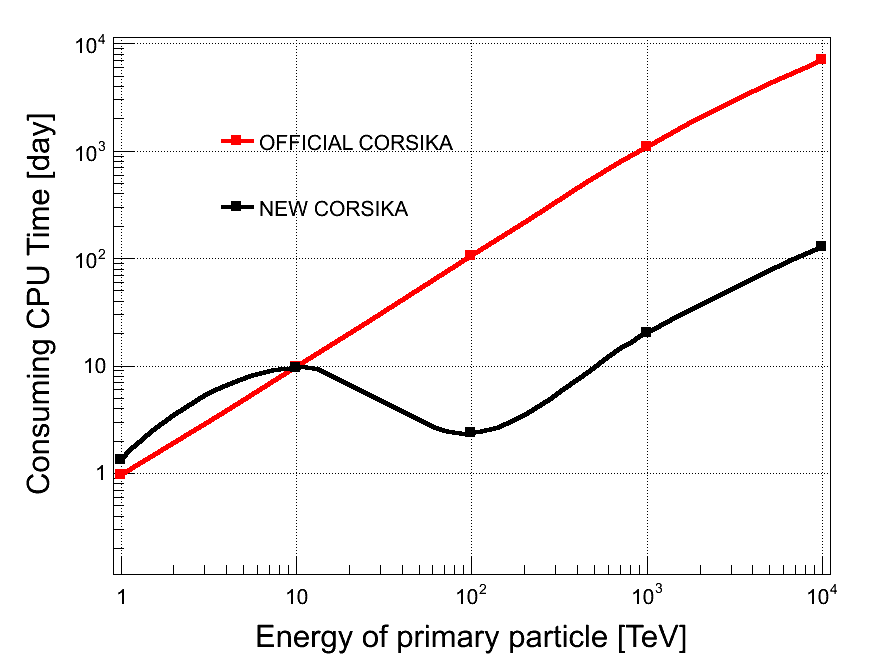 Consuming CPU Time [day]
10⁴
10³
10²
10
1
OFFICIAL CORSIKA
NEW CORSIKA
1
10
10²
10³
10⁴
Energy of primary particle [TeV]